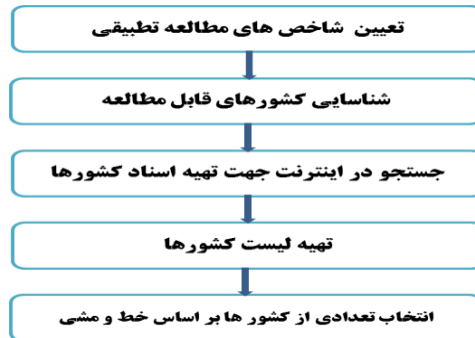 تعیین شاخص های مطالعه تطبیقی
شناسایی کشورهای قابل مطالعه
جستجو در اینترنت جهت تهیه اسناد کشورها
تهیه لیست کشورها
انتخاب تعدادی از کشور ها بر اساس خط و مشی